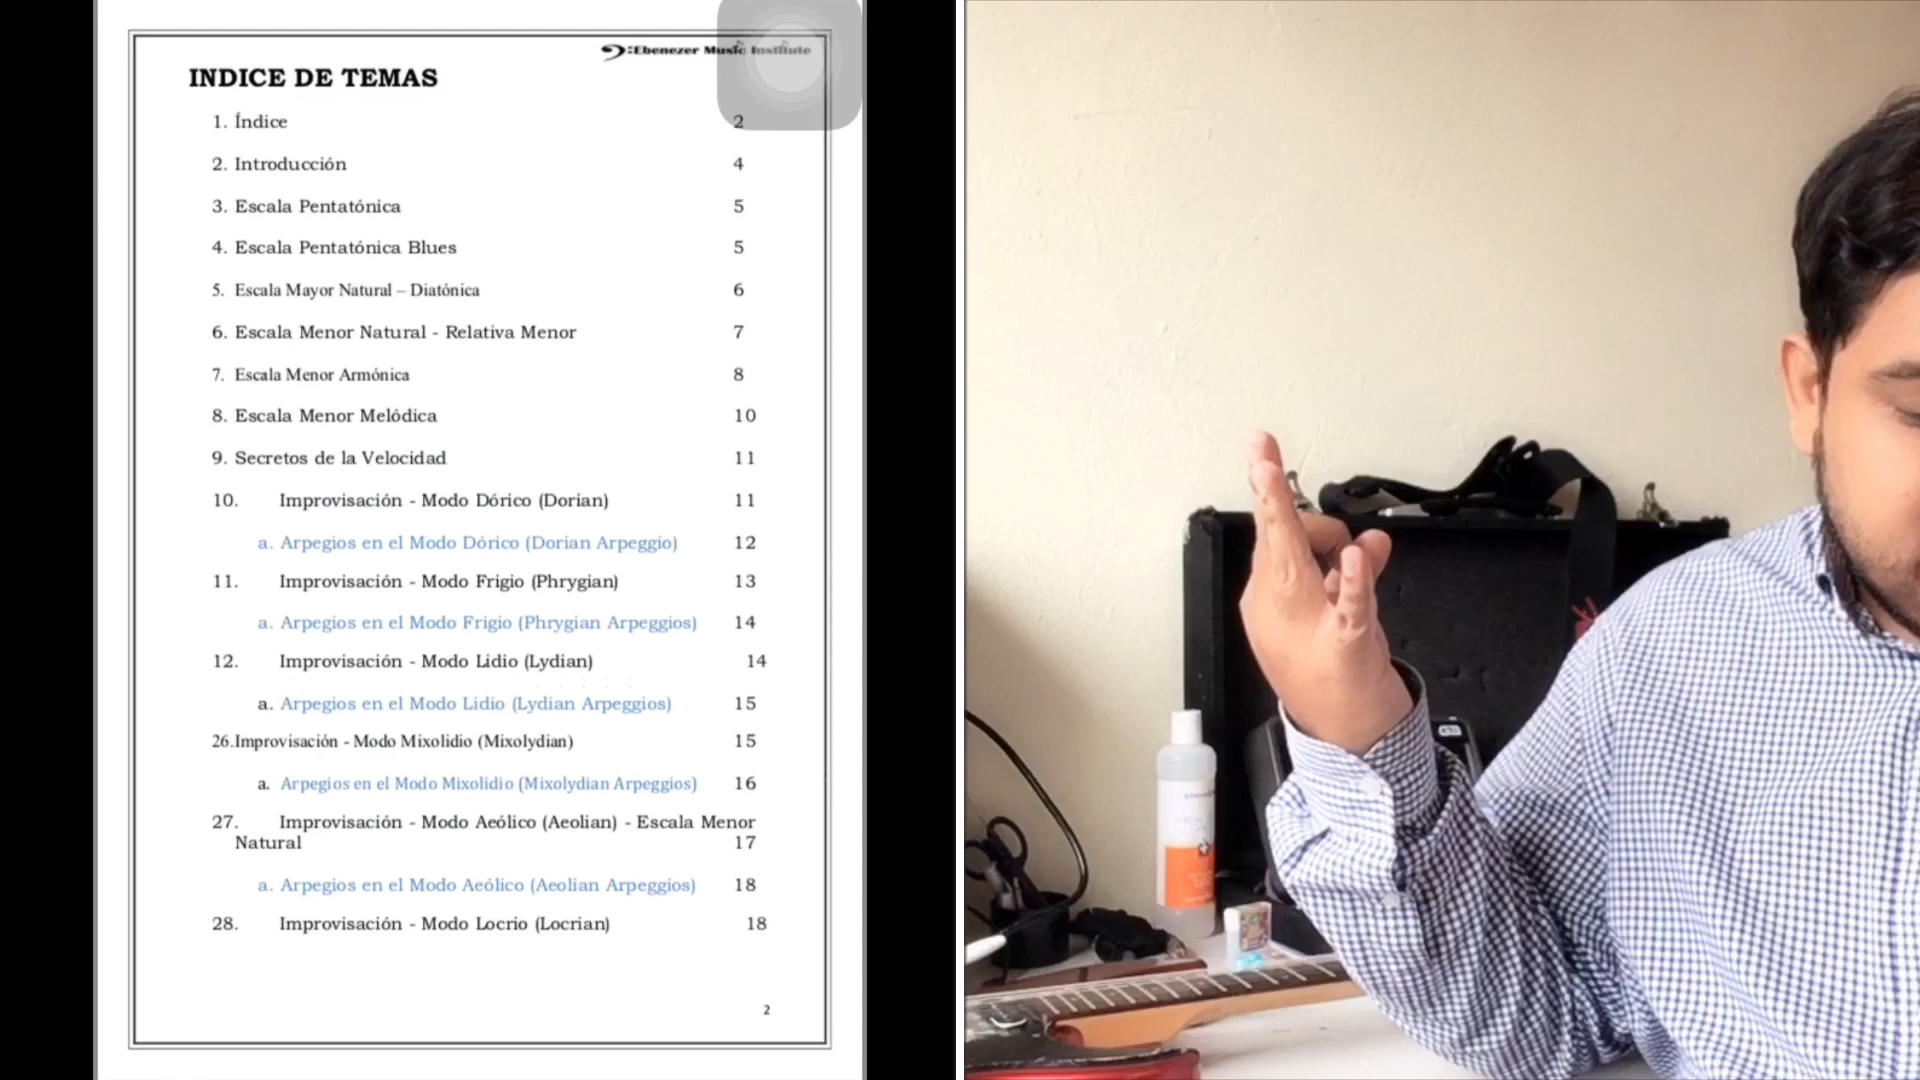 :Ebenezer Music Institute
INDICE DE TEMAS
1. Índice 2
2. Introducción 4
3. Escala Pentatónica 5
4. Escala Pentatónica Blues 5
5. Escala Mayor Natural – Diatónica 6
6. Escala Menor Natural - Relativa Menor 7
7. Escala Menor Armónica 8
8. Escala Menor Melódica 10
9. Secretos de la Velocidad 11
10. Improvisación - Modo Dórico (Dorian) 11
a. Arpegios en el Modo Dórico (Dorian Arpeggio) 12
11. Improvisación - Modo Frigio (Phrygian) 13
a. Arpegios en el Modo Frigio (Phrygian Arpeggios) 14
12. Improvisación - Modo Lidio (Lydian) 14
a. Arpegios en el Modo Lidio (Lydian Arpeggios) 15
26.Improvisación - Modo Mixolidio (Mixolydian) 15
a. Arpegios en el Modo Mixolidio (Mixolydian Arpeggios) 16
27. Improvisación - Modo Aeólico (Aeolian) - Escala Menor
Natural 17
a. Arpegios en el Modo Aeólico (Aeolian Arpeggios) 18
28. Improvisación - Modo Locrio (Locrian) 18
2